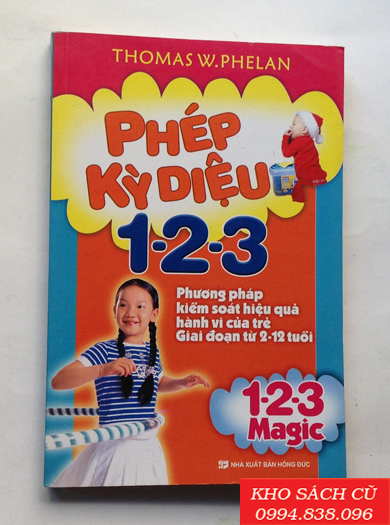 THOMAS W.PHELAN
PHÉP
KỲ DIỆU
1-2-3
Phương pháp
kiểm soát hiệu quả
hành vi của trẻ
Giai đoạn từ 2-12 tuổi
1-2-3
Magic
NHÀ XUẤT BẢN HỒNG ĐỨC
KHO SÁCH CŨ
0994.838.096